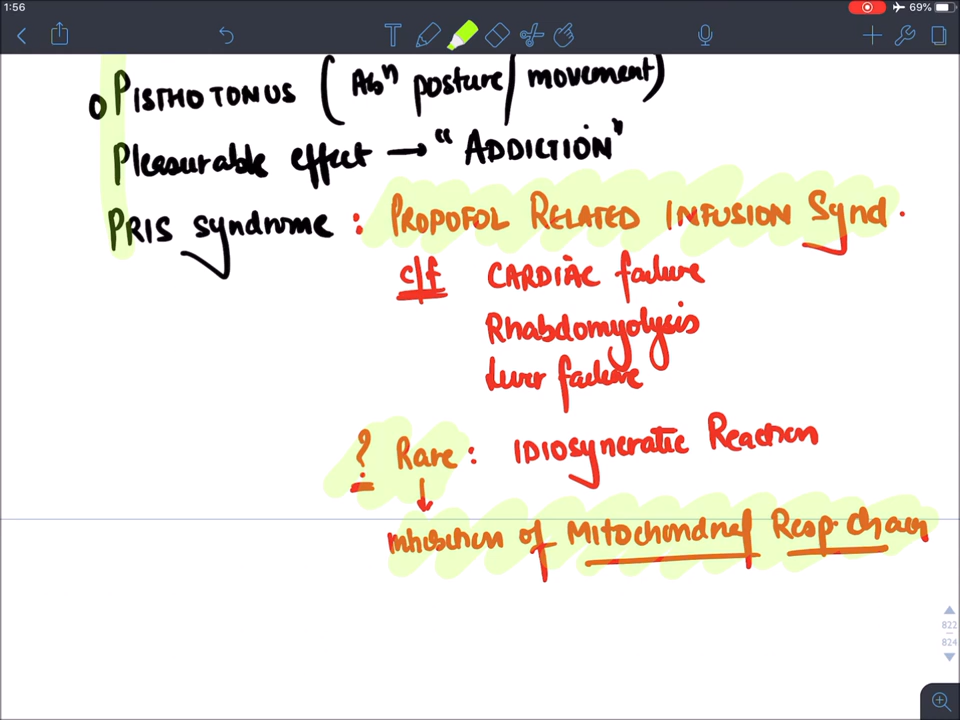 1:56
69%
OPISTHOTONUS (Abⁿ posture/movement)
Pleasurable effect → "ADDICTION"
PRIS syndrome : PROPOFOL RELATED INFUSION Synd.
c/f CARDIAC failure
Rhabdomyolysis
Liver failure
? Rare : IDIOSYNCRATIC Reaction
↓
Inhibition of Mitochondrial Resp. Chain
822
824